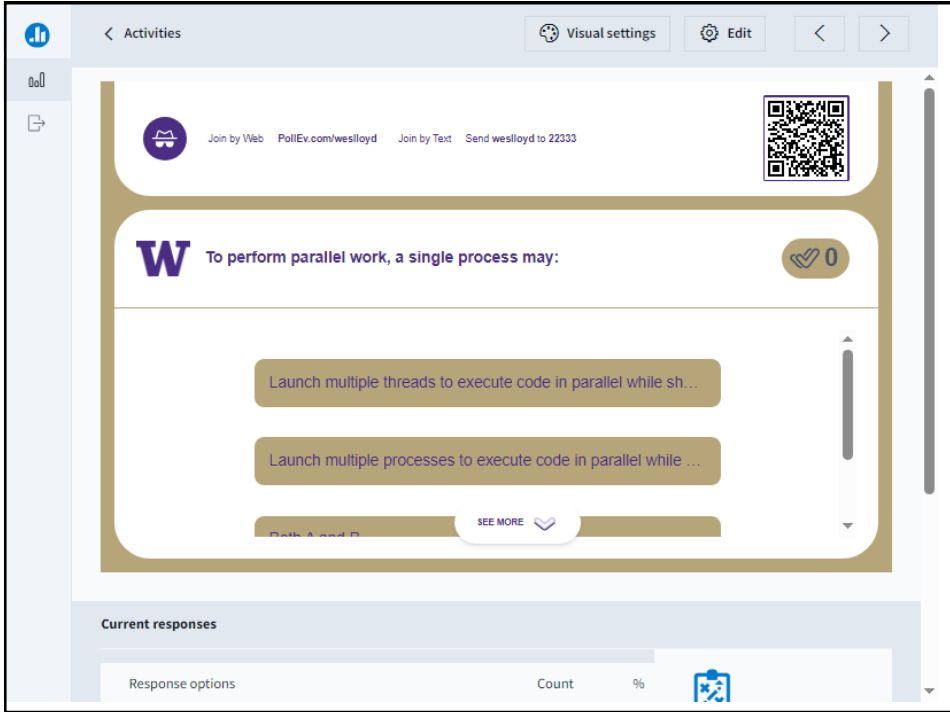 Activities
Visual settings
Edit
Join by Web PollEv.com/weslloyd Join by Text Send weslloyd to 22333
W
To perform parallel work, a single process may:
0
Launch multiple threads to execute code in parallel while sh…
Launch multiple processes to execute code in parallel while …
Both A and B
SEE MORE
Current responses
Response options Count %